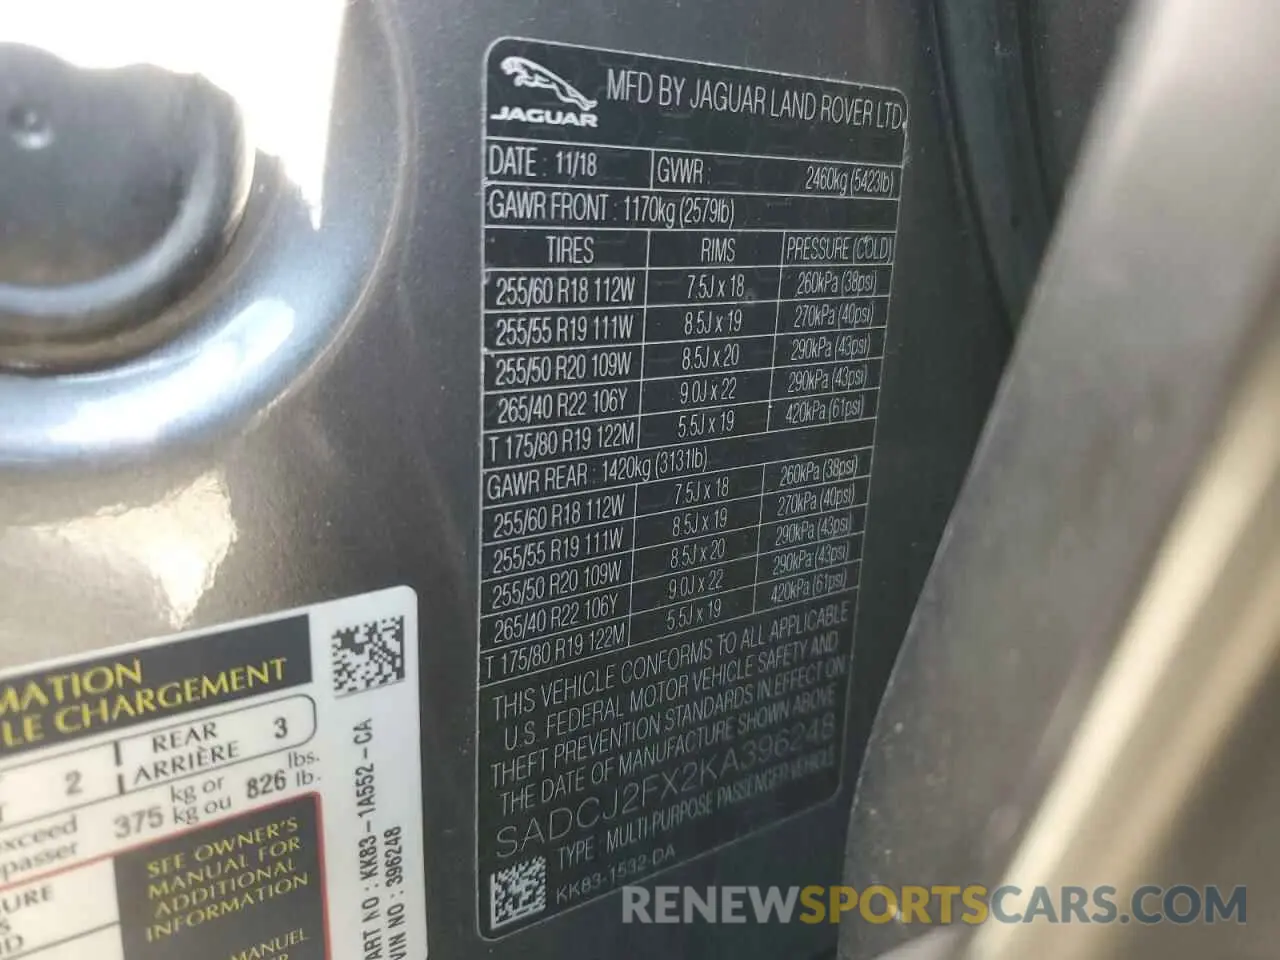 JAGUAR
MFD BY JAGUAR LAND ROVER LTD.
DATE : 11/18 GVWR : 2460kg (5423lb)
GAWR FRONT : 1170kg (2579lb)
TIRES RIMS PRESSURE (COLD)
255/60 R18 112W 7.5J x 18 260kPa (38psi)
255/55 R19 111W 8.5J x 19 270kPa (40psi)
255/50 R20 109W 8.5J x 20 290kPa (43psi)
265/40 R22 106Y 9.0J x 22 290kPa (43psi)
T 175/80 R19 122M 5.5J x 19 420kPa (61psi)
GAWR REAR : 1420kg (3131lb)
255/60 R18 112W 7.5J x 18 260kPa (38psi)
255/55 R19 111W 8.5J x 19 270kPa (40psi)
255/50 R20 109W 8.5J x 20 290kPa (43psi)
265/40 R22 106Y 9.0J x 22 290kPa (43psi)
T 175/80 R19 122M 5.5J x 19 420kPa (61psi)
THIS VEHICLE CONFORMS TO ALL APPLICABLE
U.S. FEDERAL MOTOR VEHICLE SAFETY AND
THEFT PREVENTION STANDARDS IN EFFECT ON
THE DATE OF MANUFACTURE SHOWN ABOVE
SADCJ2FX2KA396248
TYPE : MULTI-PURPOSE PASSENGER VEHICLE
KK83-1532-DA
MATION
LE CHARGEMENT
2 REAR 3
ARRIÈRE
xceed 375 kg or 826 lbs.
passer kg ou lb.
URE
SEE OWNER'S
MANUAL FOR
ADDITIONAL
INFORMATION
MANUEL
PART NO : KK83-1A552-CA
VIN NO : 396248
RENEWSPORTSCARS.COM